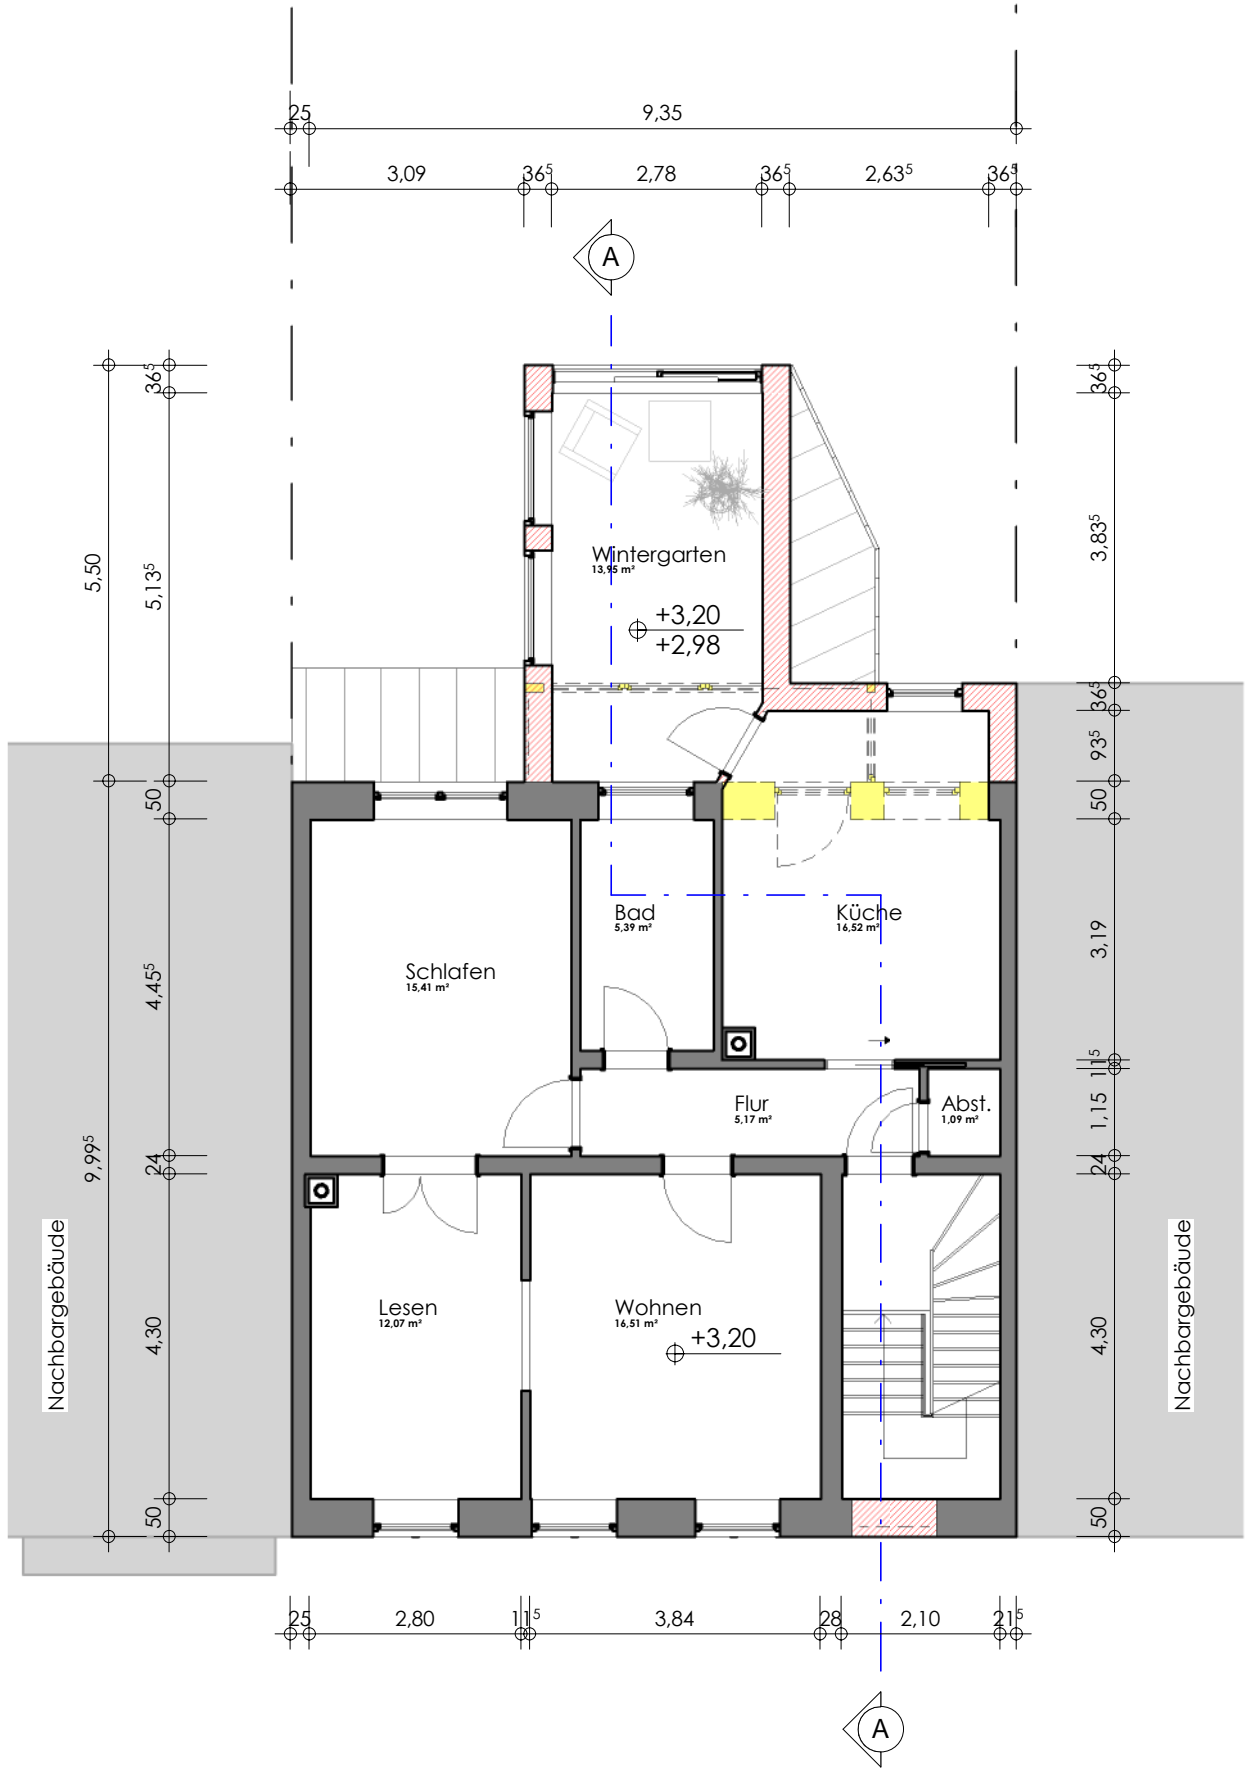 25
9,35
3,09
36⁵
2,78
36⁵
2,63⁵
36⁵
A
36⁵
5,50
5,13⁵
50
4,45⁵
9,99⁵
24
4,30
50
Nachbargebäude
Wintergarten
13,95 m²
+3,20
+2,98
Bad
5,39 m²
Küche
16,52 m²
Schlafen
15,41 m²
Flur
5,17 m²
Abst.
1,09 m²
Lesen
12,07 m²
Wohnen
16,51 m²
+3,20
36⁵
3,83⁵
36⁵
93⁵
50
3,19
11⁵
1,15
24
4,30
50
Nachbargebäude
25
2,80
11⁵
3,84
28
2,10
21⁵
A